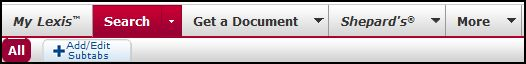 My Lexis™ Search Get a Document Shepard's® More
All Add/Edit
Subtabs